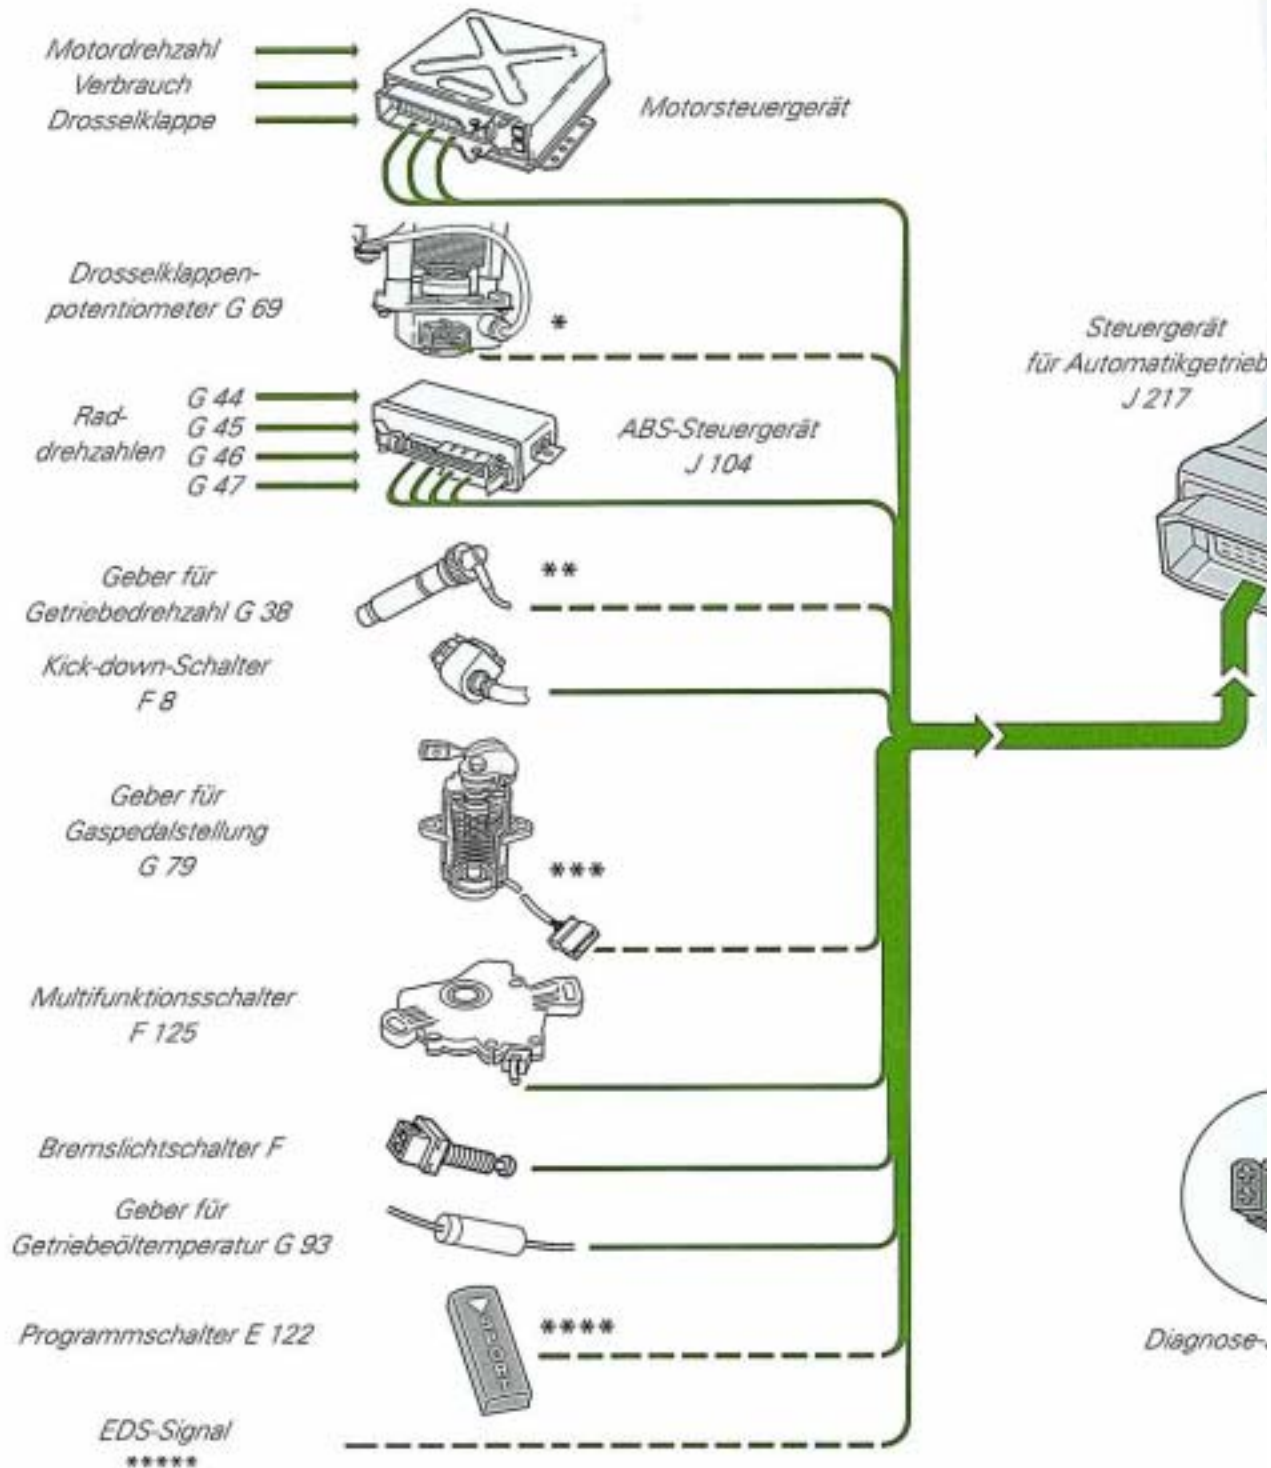 Motordrehzahl
Verbrauch
Drosselklappe
Motorsteuergerät
Drosselklappen-
potentiometer G 69
*
Rad-
drehzahlen
G 44
G 45
G 46
G 47
ABS-Steuergerät
J 104
Geber für
Getriebedrehzahl G 38
**
Kick-down-Schalter
F 8
Geber für
Gaspedalstellung
G 79
***
Multifunktionsschalter
F 125
Bremslichtschalter F
Geber für
Getriebeöltemperatur G 93
Programmschalter E 122
SPORT
****
EDS-Signal
*****
Steuergerät
für Automatikgetrieb
J 217
Diagnose-